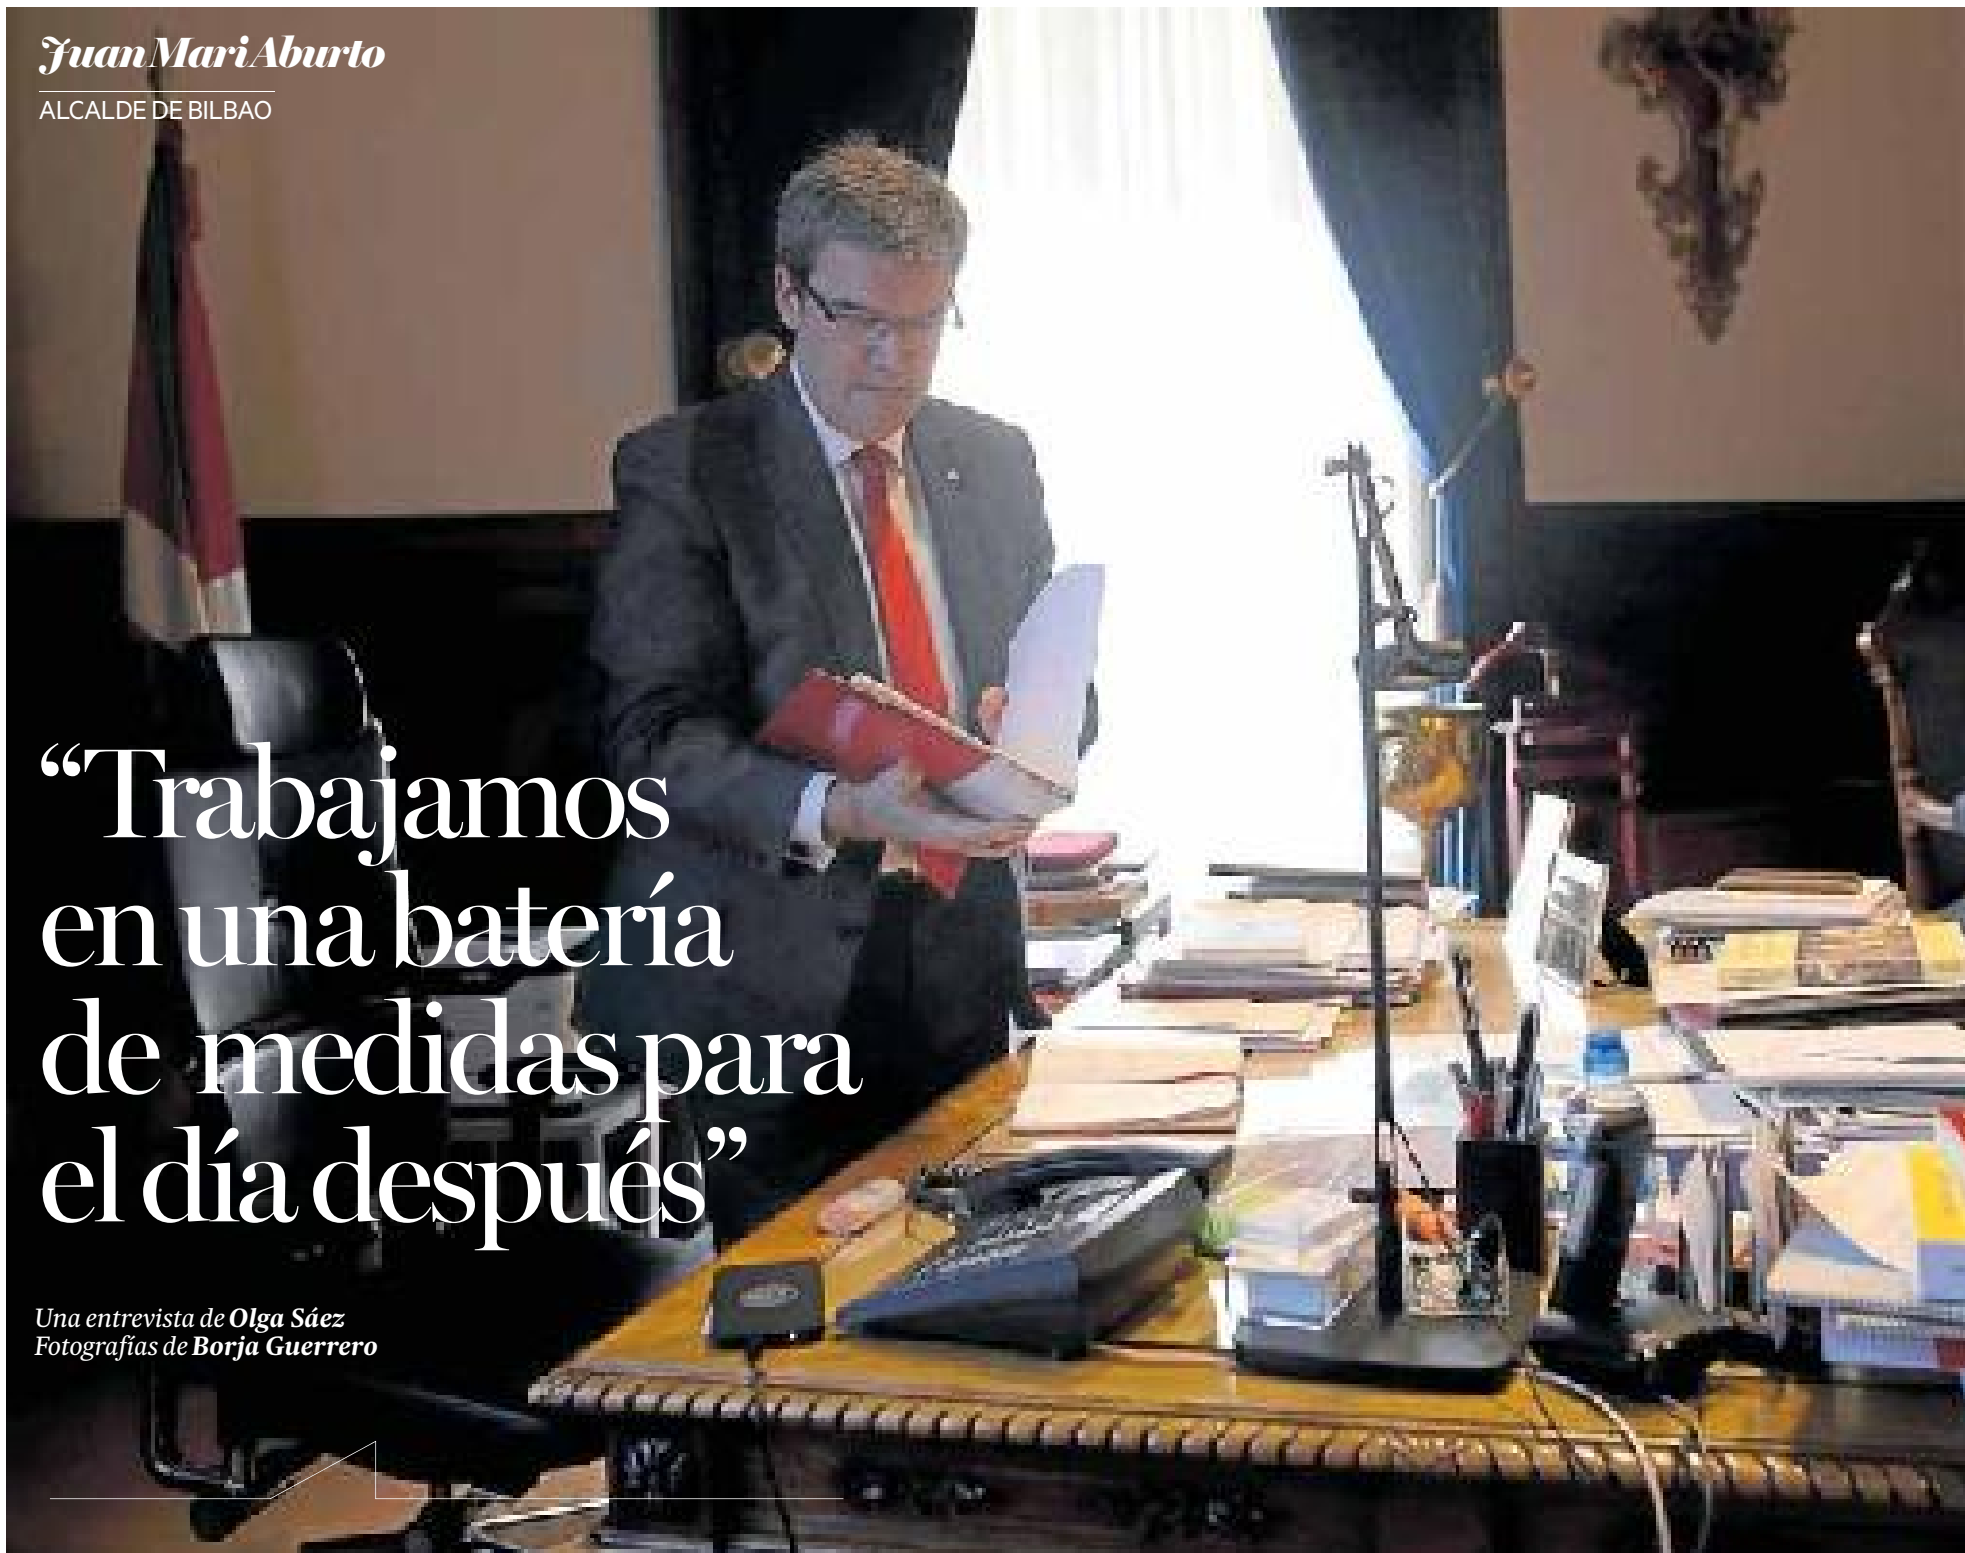 Juan Mari Aburto
ALCALDE DE BILBAO
“Trabajamos
en una batería
de medidas para
el día después”
Una entrevista de Olga Sáez
Fotografías de Borja Guerrero